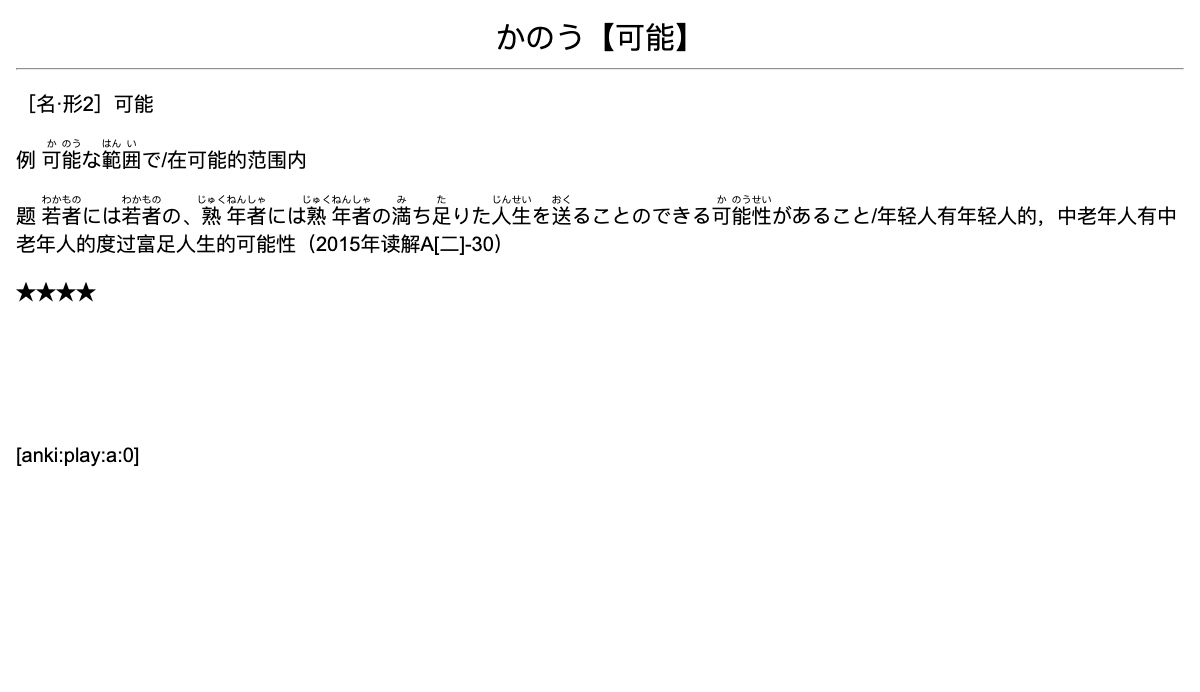 かのう【可能】
［名·形2］可能
か のう はん い
例 可能な範囲で/在可能的范围内
わかもの わかもの じゅくねんしゃ じゅくねんしゃ み た じんせい おく か のうせい
题 若者には若者の、熟年者には熟年者の満ち足りた人生を送ることのできる可能性があること/年轻人有年轻人的，中老年人有中
老年人的度过富足人生的可能性（2015年读解A[二]-30）
★★★★
[anki:play:a:0]